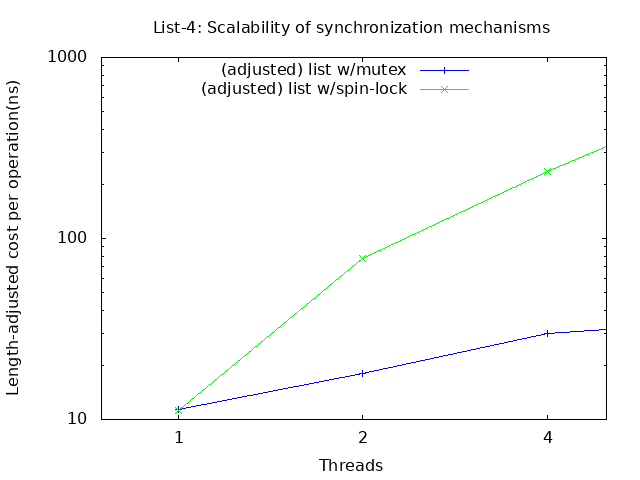 List-4: Scalability of synchronization mechanisms
1000
(adjusted) list w/mutex
(adjusted) list w/spin-lock
Length-adjusted cost per operation(ns)
100
10
1 2 4
Threads